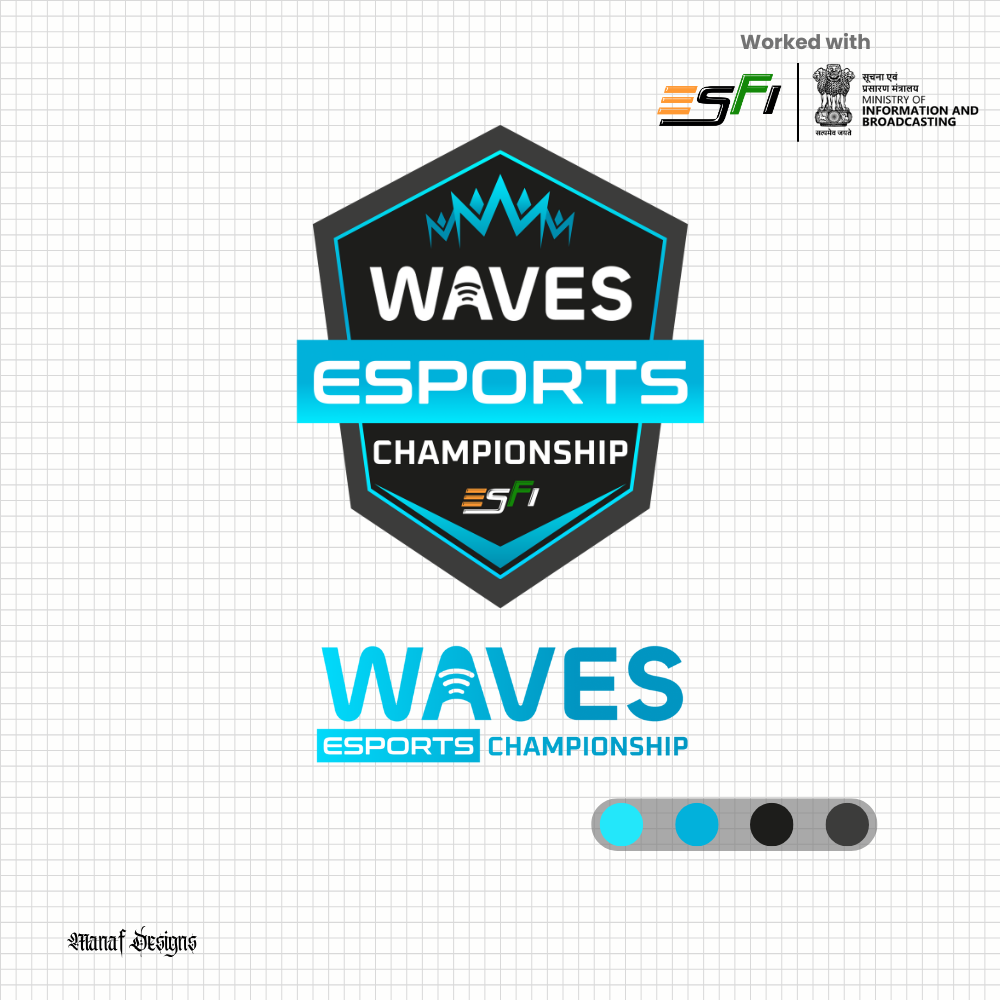 Worked with
ESFI
सूचना एवं
प्रसारण मंत्रालय
MINISTRY OF
INFORMATION AND
BROADCASTING
सत्यमेव जयते
WAVES
ESPORTS
CHAMPIONSHIP
ESFI
WAVES
ESPORTS CHAMPIONSHIP
Manaf Designs